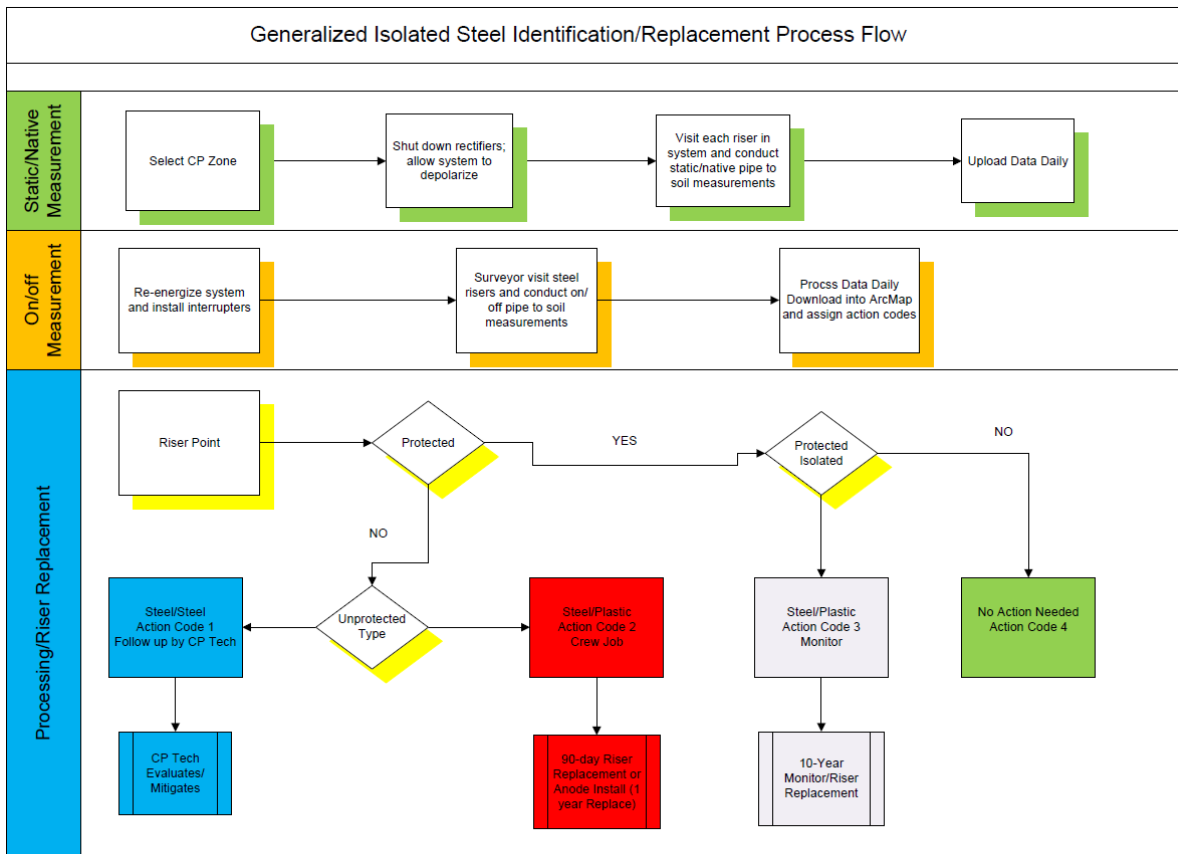 Generalized Isolated Steel Identification/Replacement Process Flow
Static/Native
Measurement
Select CP Zone
Shut down rectifiers;
allow system to
depolarize
Visit each riser in
system and conduct
static/native pipe to
soil measurements
Upload Data Daily
On/off
Measurement
Re-energize system
and install interrupters
Surveyor visit steel
risers and conduct on/
off pipe to soil
measurements
Procss Data Daily
Download into ArcMap
and assign action codes
Processing/Riser Replacement
Riser Point
Protected
YES
Protected
Isolated
NO
NO
Steel/Steel
Action Code 1
Follow up by CP Tech
Unprotected
Type
Steel/Plastic
Action Code 2
Crew Job
Steel/Plastic
Action Code 3
Monitor
No Action Needed
Action Code 4
CP Tech
Evaluates/
Mitigates
90-day Riser
Replacement or
Anode Install (1
year Replace)
10-Year
Monitor/Riser
Replacement